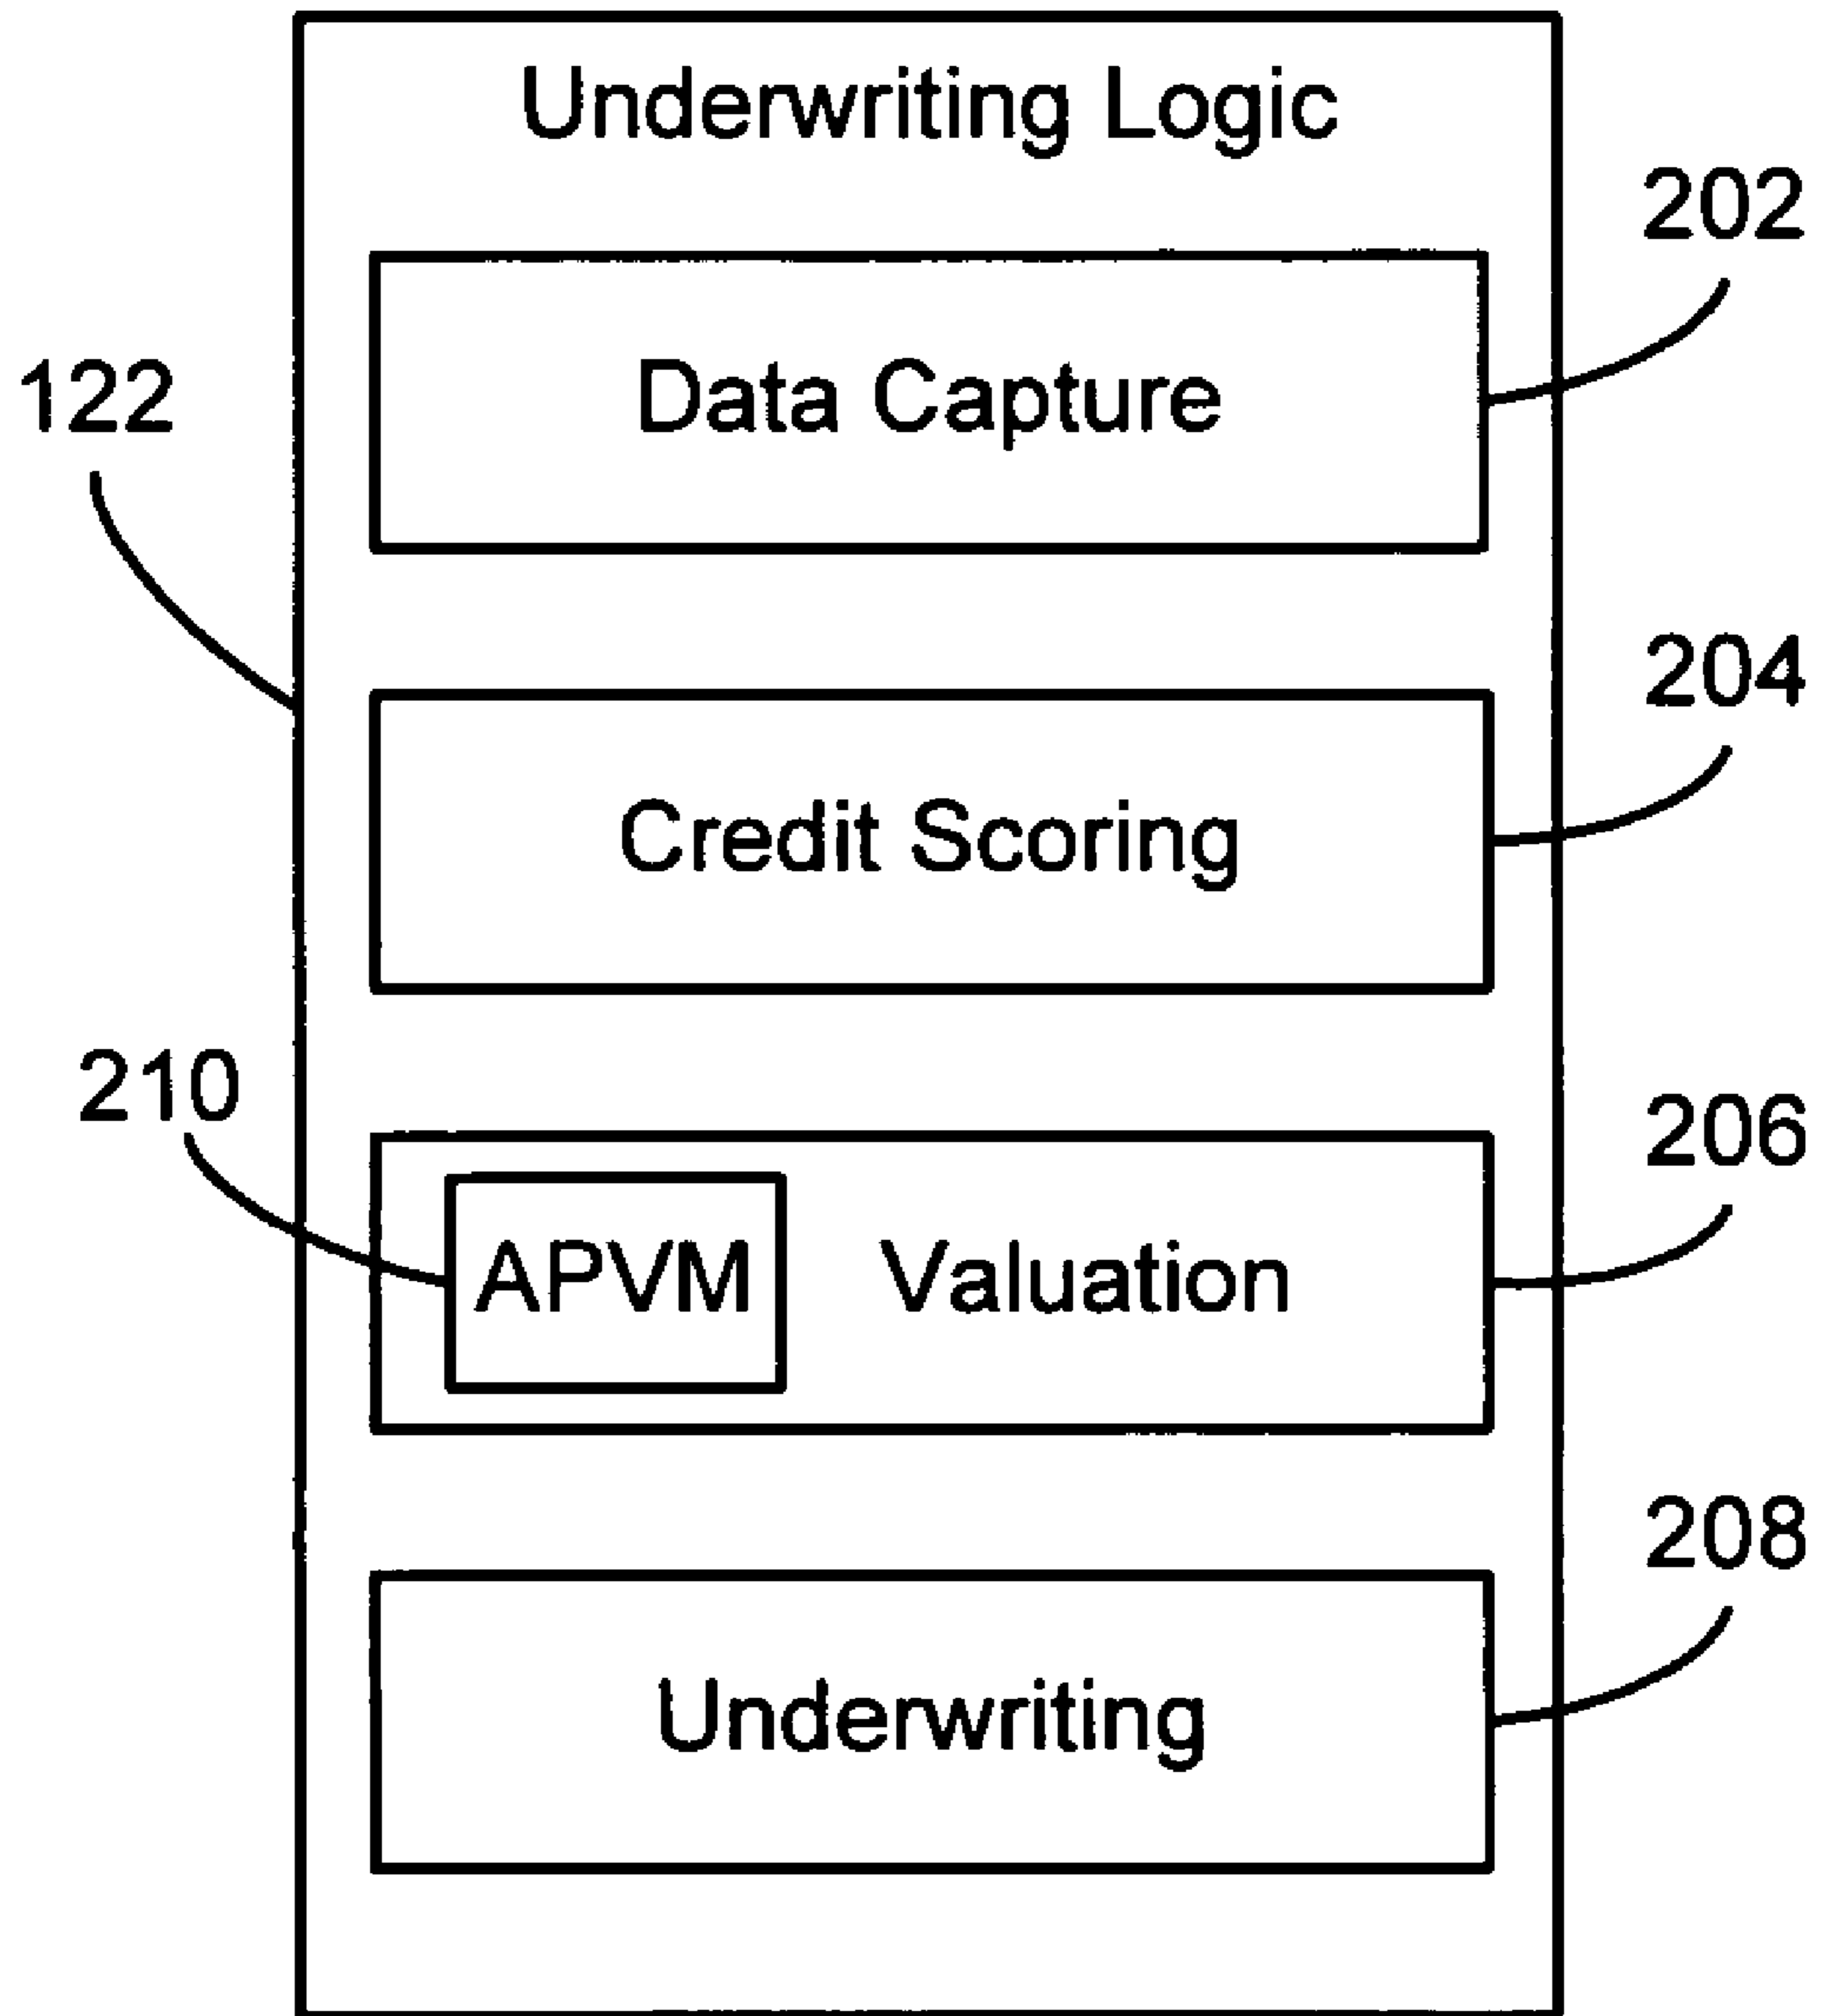 Underwriting Logic
202
Data Capture
122
204
Credit Scoring
210
206
APVM Valuation
208
Underwriting